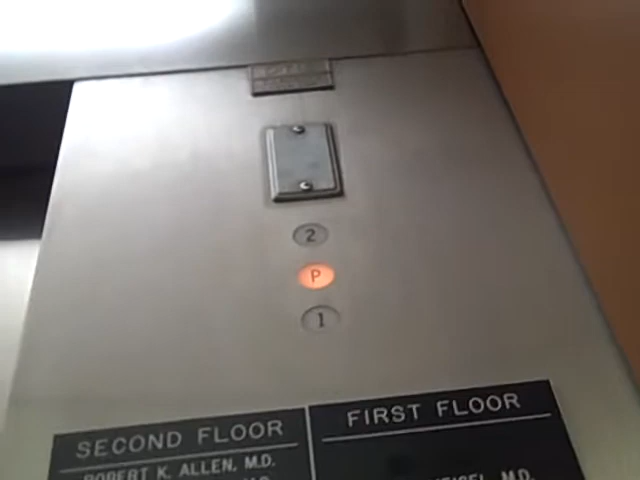 2
P
1
SECOND FLOOR
ROBERT K. ALLEN, M.D.
FIRST FLOOR
M.D.